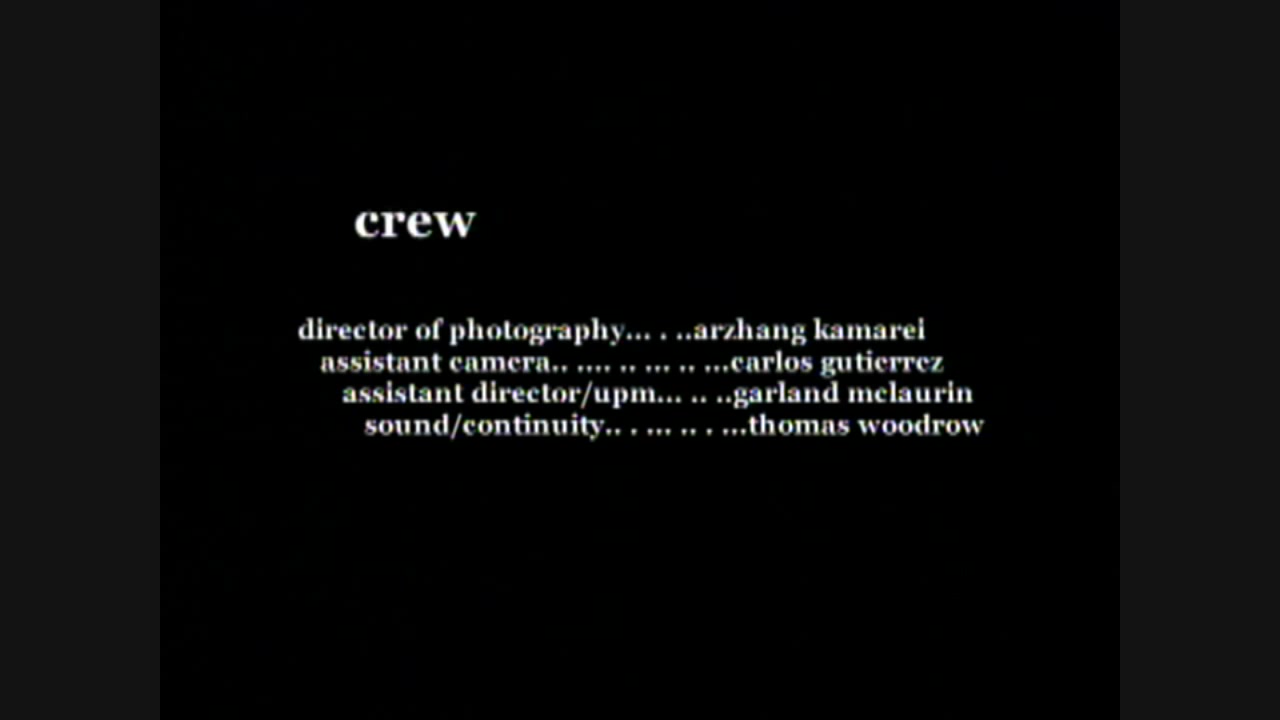 crew
director of photography... . ..arzhang kamarei
assistant camera.. .... .. ... .. ...carlos gutierrez
assistant director/upm... .. ..garland mclaurin
sound/continuity.. . ... .. . ...thomas woodrow